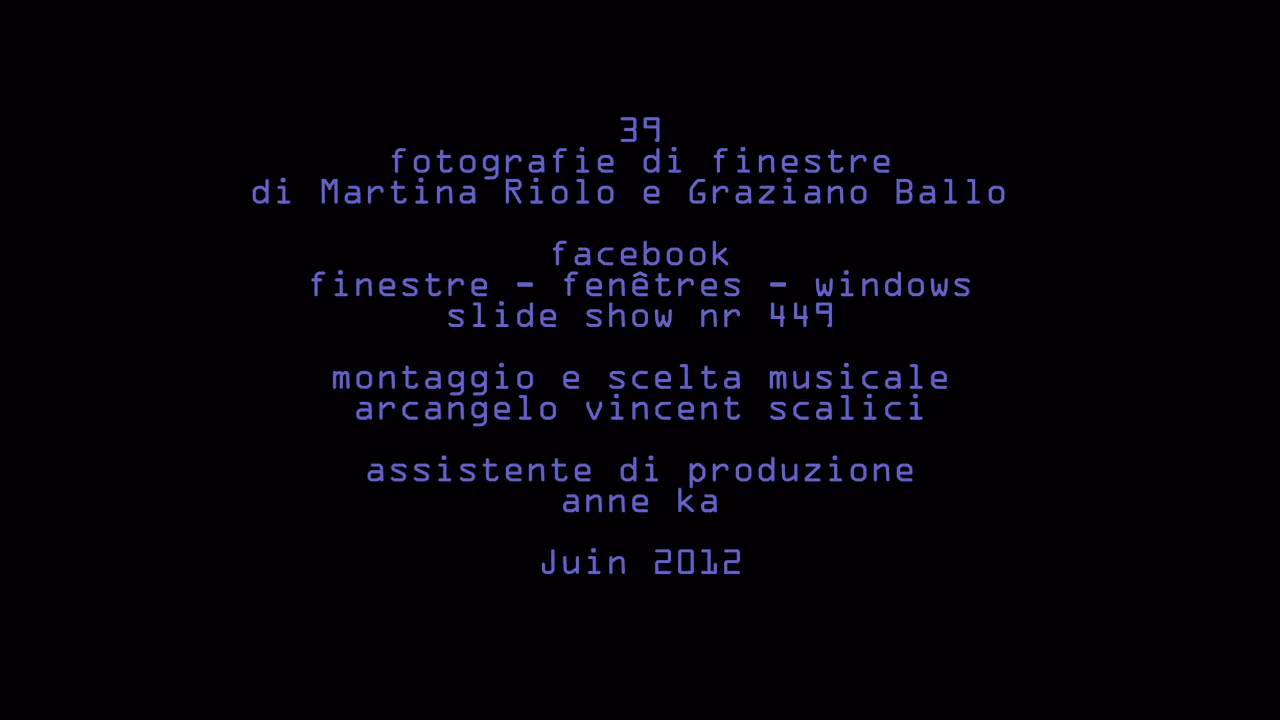 39
fotografie di finestre
di Martina Riolo e Graziano Ballo
facebook
finestre - fenêtres - windows
slide show nr 449
montaggio e scelta musicale
arcangelo vincent scalici
assistente di produzione
anne ka
Juin 2012